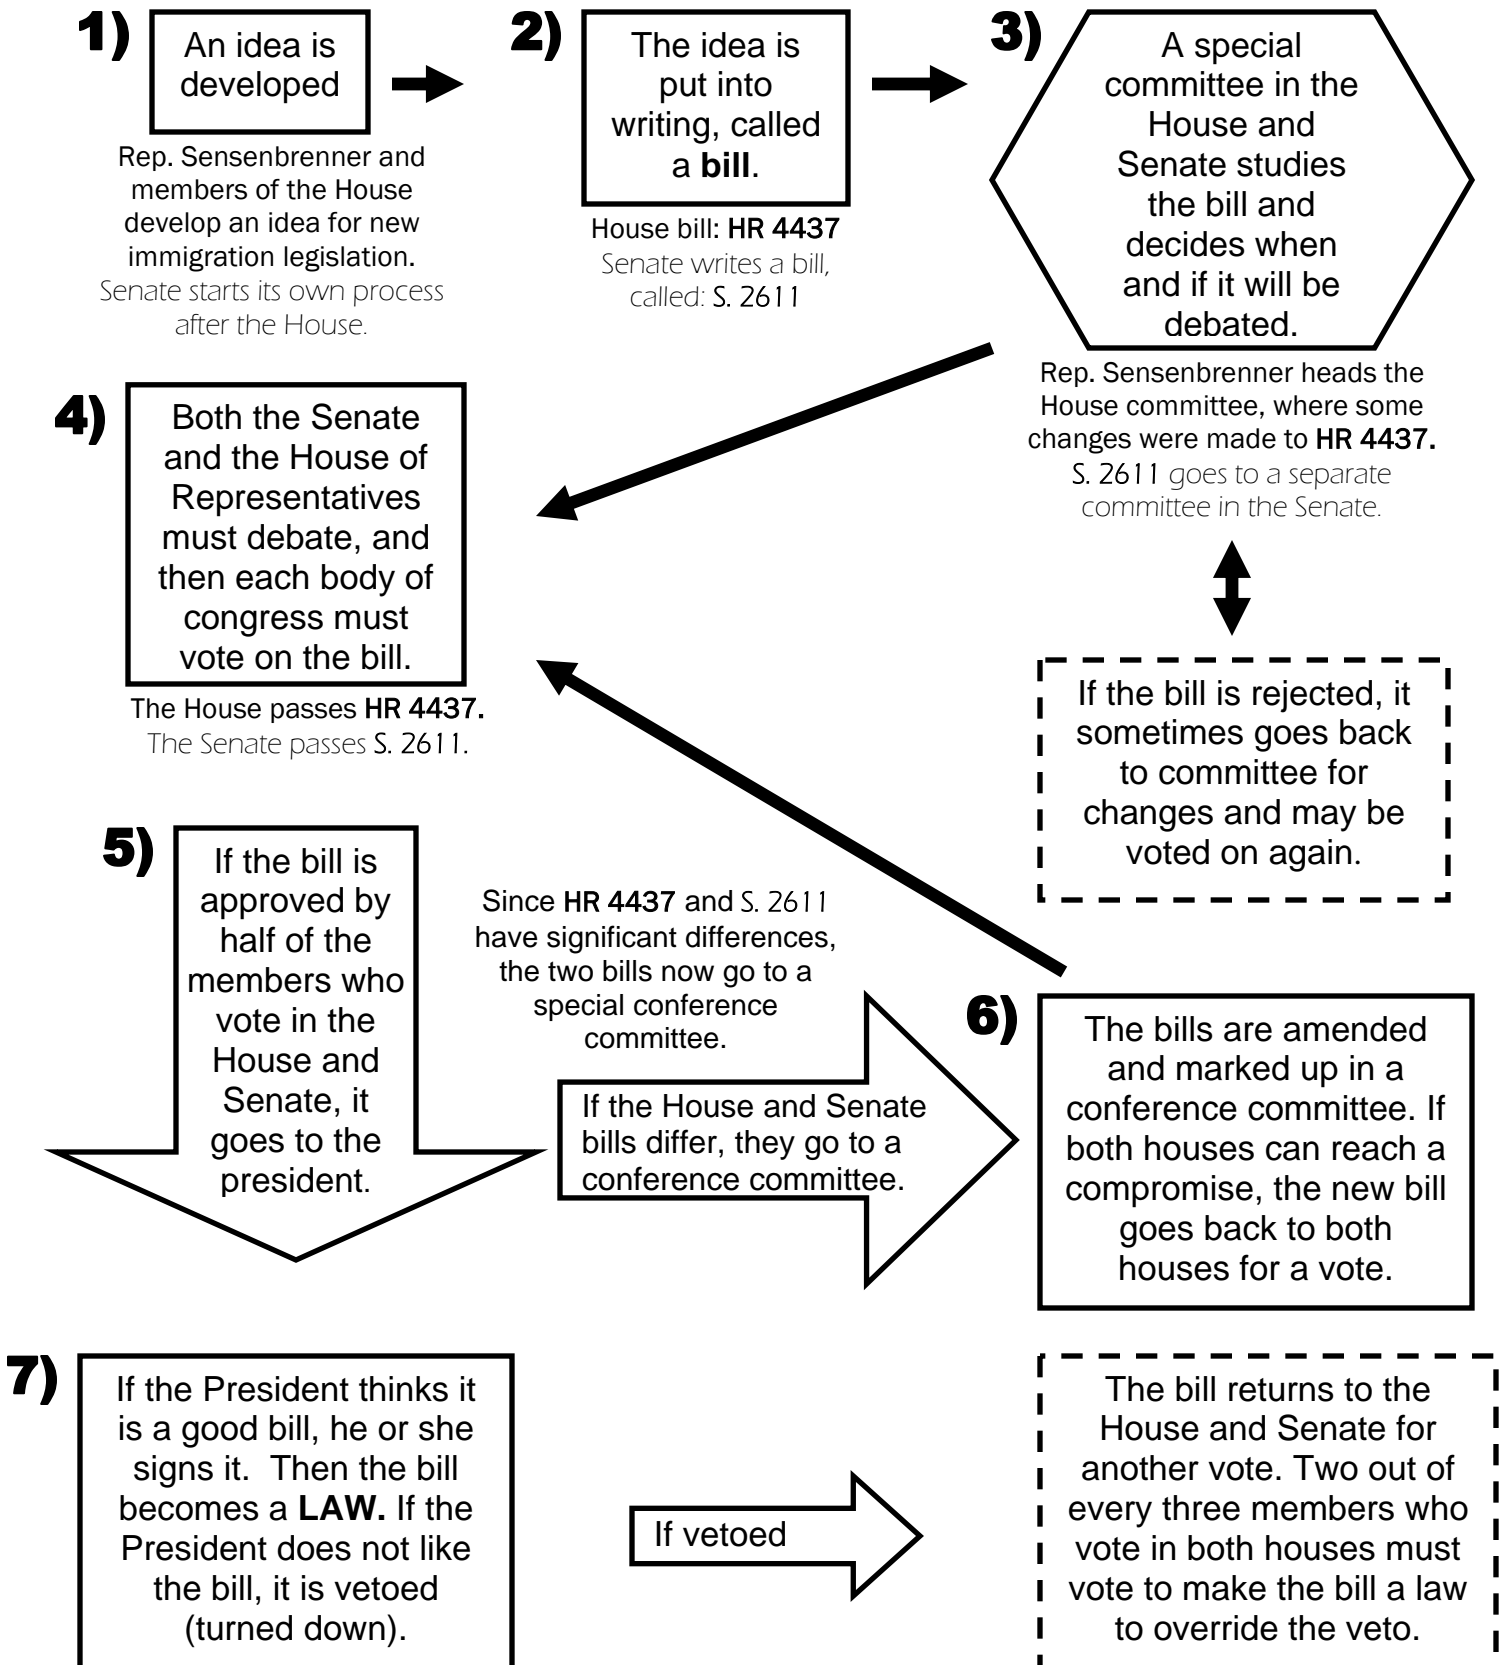 1)
An idea is
developed
Rep. Sensenbrenner and
members of the House
develop an idea for new
immigration legislation.
Senate starts its own process
after the House.
2)
The idea is
put into
writing, called
a bill.
House bill: HR 4437
Senate writes a bill,
called: S. 2611
3)
A special
committee in the
House and
Senate studies
the bill and
decides when
and if it will be
debated.
Rep. Sensenbrenner heads the
House committee, where some
changes were made to HR 4437.
S. 2611 goes to a separate
committee in the Senate.
4)
Both the Senate
and the House of
Representatives
must debate, and
then each body of
congress must
vote on the bill.
The House passes HR 4437.
The Senate passes S. 2611.
If the bill is rejected, it
sometimes goes back
to committee for
changes and may be
voted on again.
5)
If the bill is
approved by
half of the
members who
vote in the
House and
Senate, it
goes to the
president.
Since HR 4437 and S. 2611
have significant differences,
the two bills now go to a
special conference
committee.
If the House and Senate
bills differ, they go to a
conference committee.
6)
The bills are amended
and marked up in a
conference committee. If
both houses can reach a
compromise, the new bill
goes back to both
houses for a vote.
7)
If the President thinks it
is a good bill, he or she
signs it. Then the bill
becomes a LAW. If the
President does not like
the bill, it is vetoed
(turned down).
If vetoed
The bill returns to the
House and Senate for
another vote. Two out of
every three members who
vote in both houses must
vote to make the bill a law
to override the veto.